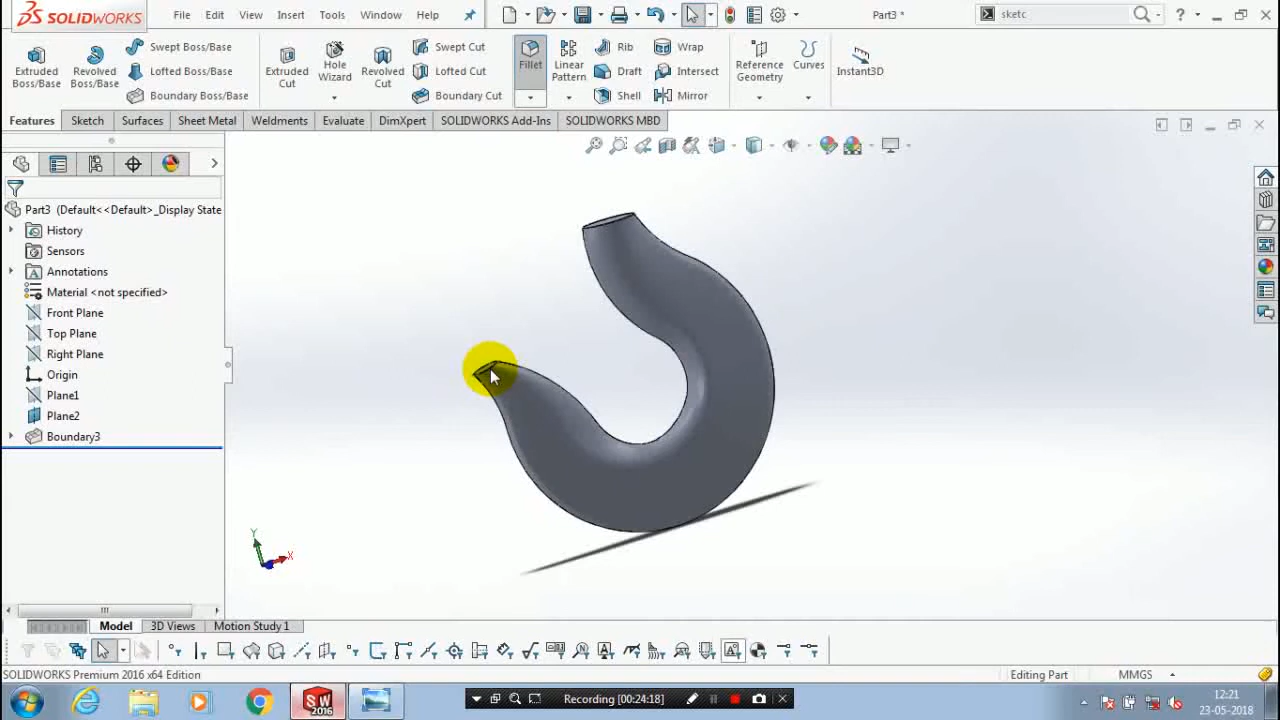 SOLIDWORKS File Edit View Insert Tools Window Help Part3 * sketc ?
Extruded Boss/Base
Revolved Boss/Base
Swept Boss/Base
Lofted Boss/Base
Boundary Boss/Base
Extruded Cut
Hole Wizard
Revolved Cut
Swept Cut
Lofted Cut
Boundary Cut
Fillet
Linear Pattern
Rib
Draft
Shell
Wrap
Intersect
Mirror
Reference Geometry
Curves
Instant3D
Features Sketch Surfaces Sheet Metal Weldments Evaluate DimXpert SOLIDWORKS Add-Ins SOLIDWORKS MBD
Part3 (Default<<Default>_Display State
History
Sensors
Annotations
Material <not specified>
Front Plane
Top Plane
Right Plane
Origin
Plane1
Plane2
Boundary3
Y
X
Model 3D Views Motion Study 1
SOLIDWORKS Premium 2016 x64 Edition Editing Part MMGS
SW 2016
Recording [00:24:18]
12:21
23-05-2018